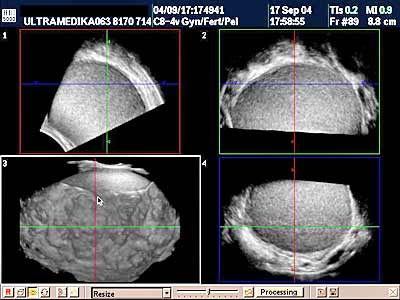 ULTRAMEDIKA063 8170 714
04/09/17:174941
C8-4v Gyn/Fert/Pel
17 Sep 04
17:58:55
TIs 0.2 MI 0.9
Fr #89 8.8 cm
1
2
3
4
R
Resize
Processing